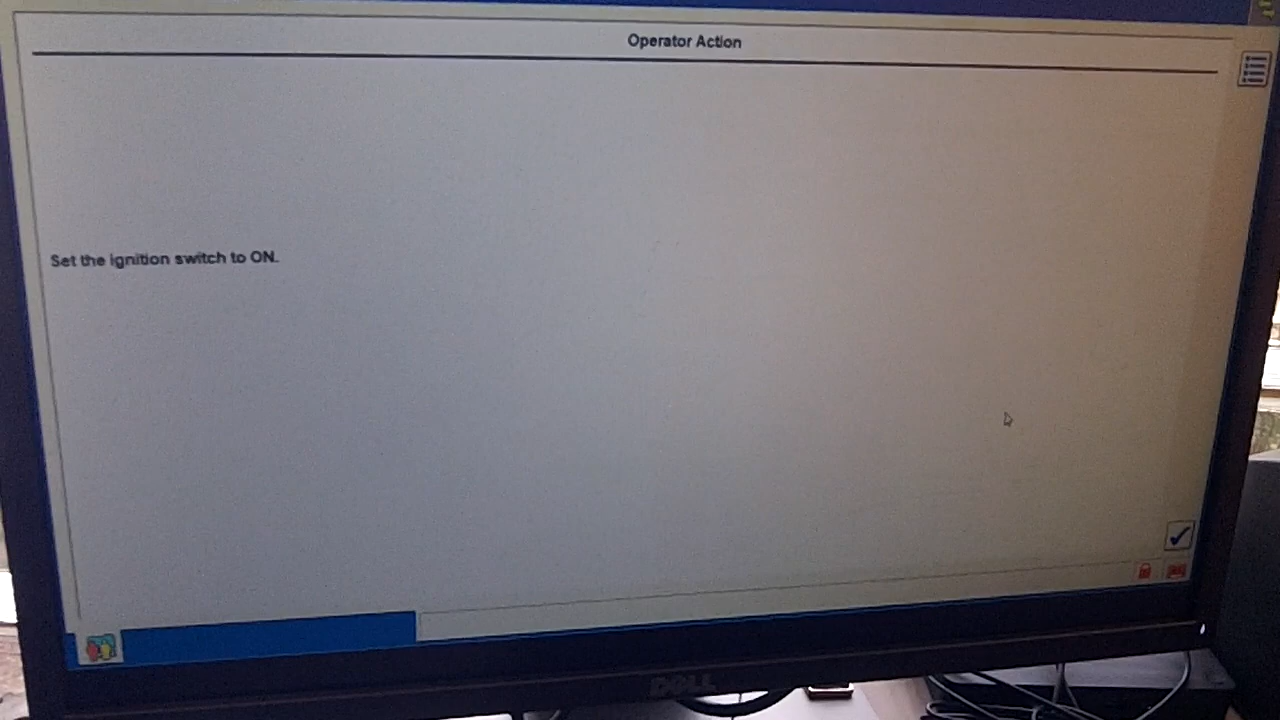 Operator Action
Set the ignition switch to ON.
DELL